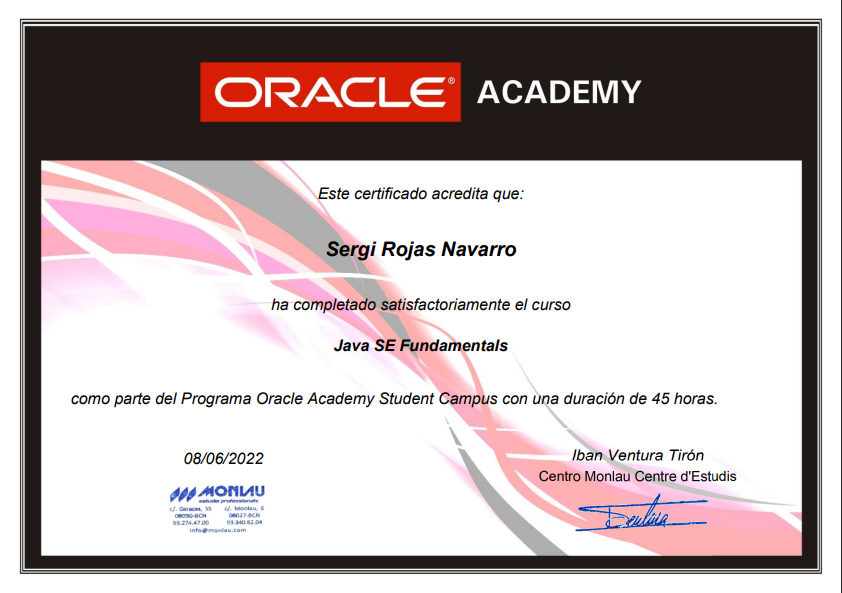 ORACLE® ACADEMY
Este certificado acredita que:
Sergi Rojas Navarro
ha completado satisfactoriamente el curso
Java SE Fundamentals
como parte del Programa Oracle Academy Student Campus con una duración de 45 horas.
08/06/2022
MONLAU
estudis professionals
c/. Caracas, 35 c/. Monlau, 6
08030-BCN 08027-BCN
93.274.47.00 93.340.82.04
info@monlau.com
Iban Ventura Tirón
Centro Monlau Centre d'Estudis